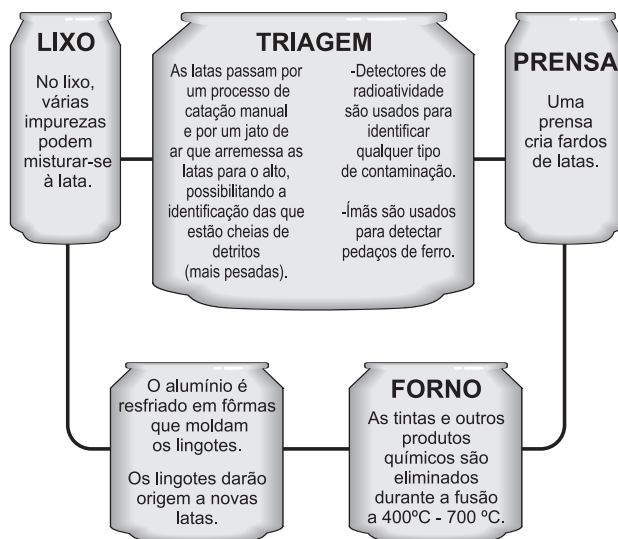 LIXO
No lixo,
várias
impurezas
podem
misturar-se
à lata.
TRIAGEM
As latas passam por
um processo de
catação manual
e por um jato de
ar que arremessa as
latas para o alto,
possibilitando a
identificação das que
estão cheias de
detritos
(mais pesadas).
-Detectores de
radioatividade
são usados para
identificar
qualquer tipo
de contaminação.
-Ímãs são usados
para detectar
pedaços de ferro.
PRENSA
Uma
prensa
cria fardos
de latas.
FORNO
As tintas e outros
produtos
químicos são
eliminados
durante a fusão
a 400ºC - 700 ºC.
O alumínio é
resfriado em fôrmas
que moldam
os lingotes.
Os lingotes darão
origem a novas
latas.